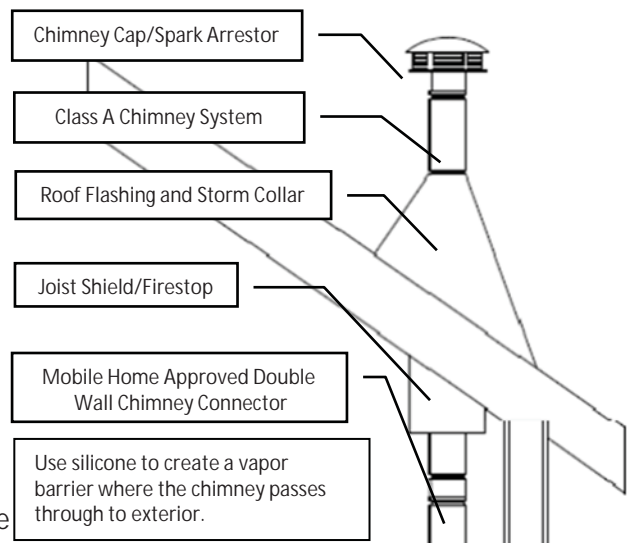 Chimney Cap/Spark Arrestor
Class A Chimney System
Roof Flashing and Storm Collar
Joist Shield/Firestop
Mobile Home Approved Double
Wall Chimney Connector
Use silicone to create a vapor
barrier where the chimney passes
through to exterior.